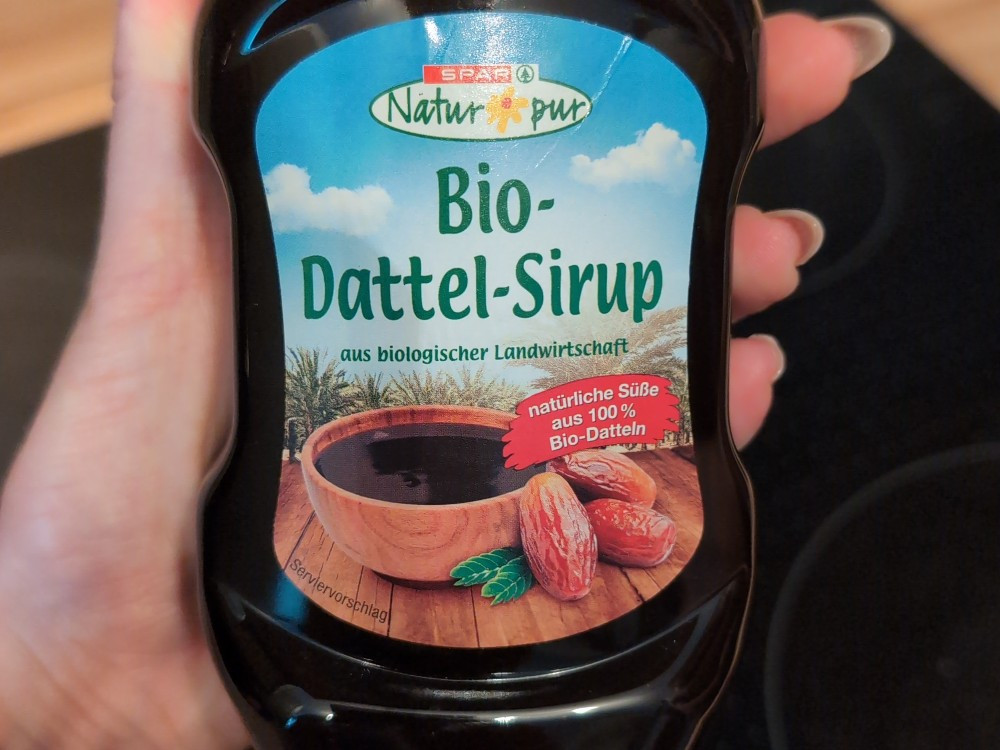 SPAR
Natur pur
Bio-
Dattel-Sirup
aus biologischer Landwirtschaft
natürliche Süße
aus 100 %
Bio-Datteln
Serviervorschlag